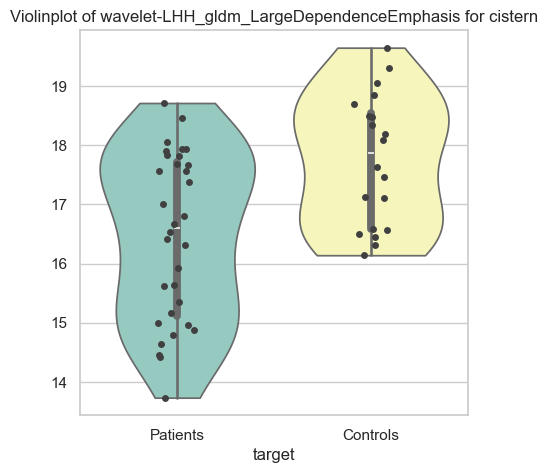 Violinplot of wavelet-LHH_gldm_LargeDependenceEmphasis for cistern
19
18
17
16
15
14
Patients
Controls
target